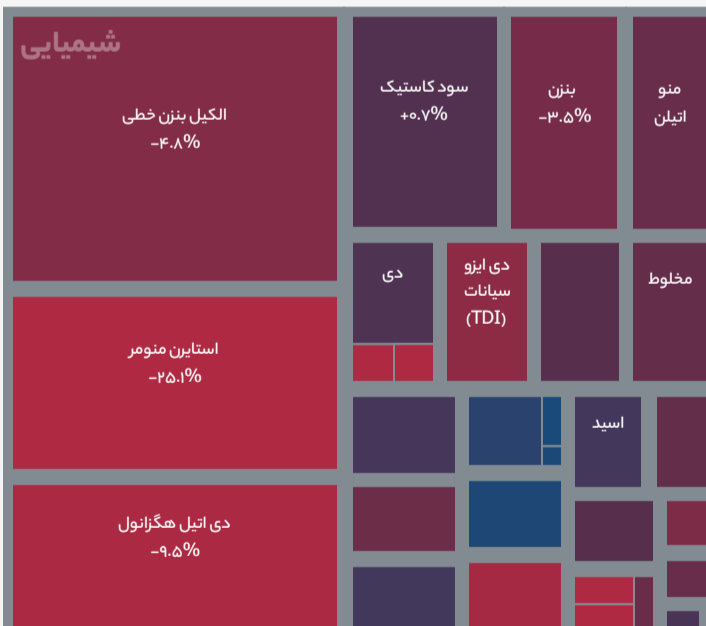 شیمیایی
الکیل بنزن خطی
-۴.۸%
سود کاستیک
+۰.۷%
بنزن
-۳.۵%
منو
اتیلن
دی
دی ایزو
سیانات
(TDI)
مخلوط
استایرن منومر
-۲۵.۱%
اسید
دی اتیل هگزانول
-۹.۵%